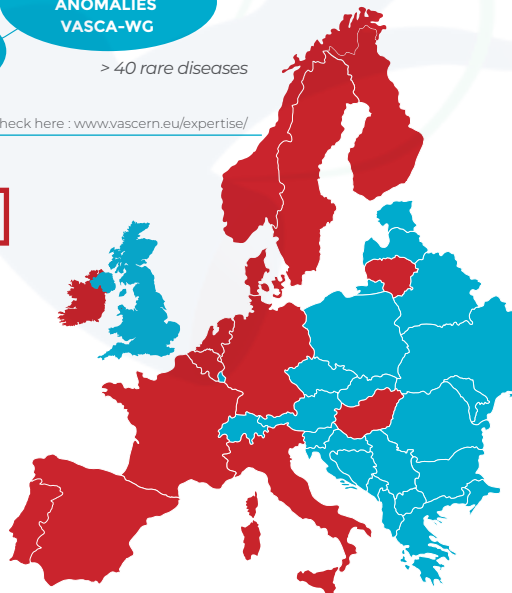 ANOMALIES
VASCA-WG
> 40 rare diseases
heck here : www.vascern.eu/expertise/